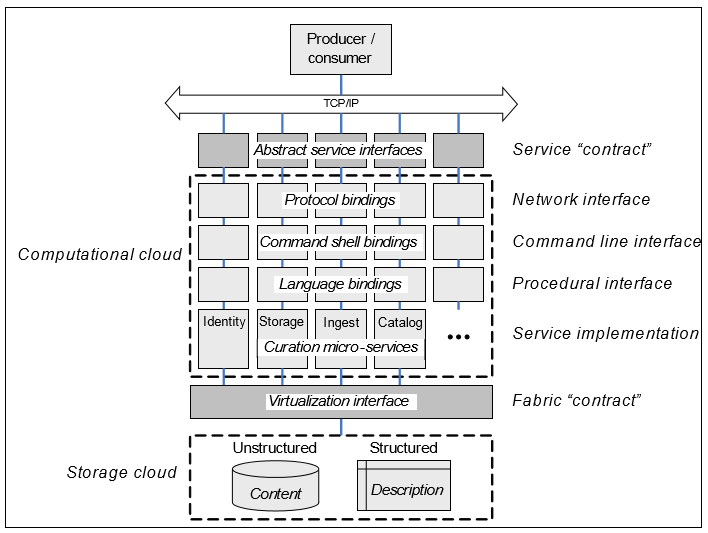 Producer /
consumer
TCP/IP
Abstract service interfaces
Service “contract”
Protocol bindings
Network interface
Computational cloud
Command shell bindings
Command line interface
Language bindings
Procedural interface
Identity
Storage
Ingest
Catalog
...
Curation micro-services
Service implementation
Virtualization interface
Fabric “contract”
Storage cloud
Unstructured
Structured
Content
Description